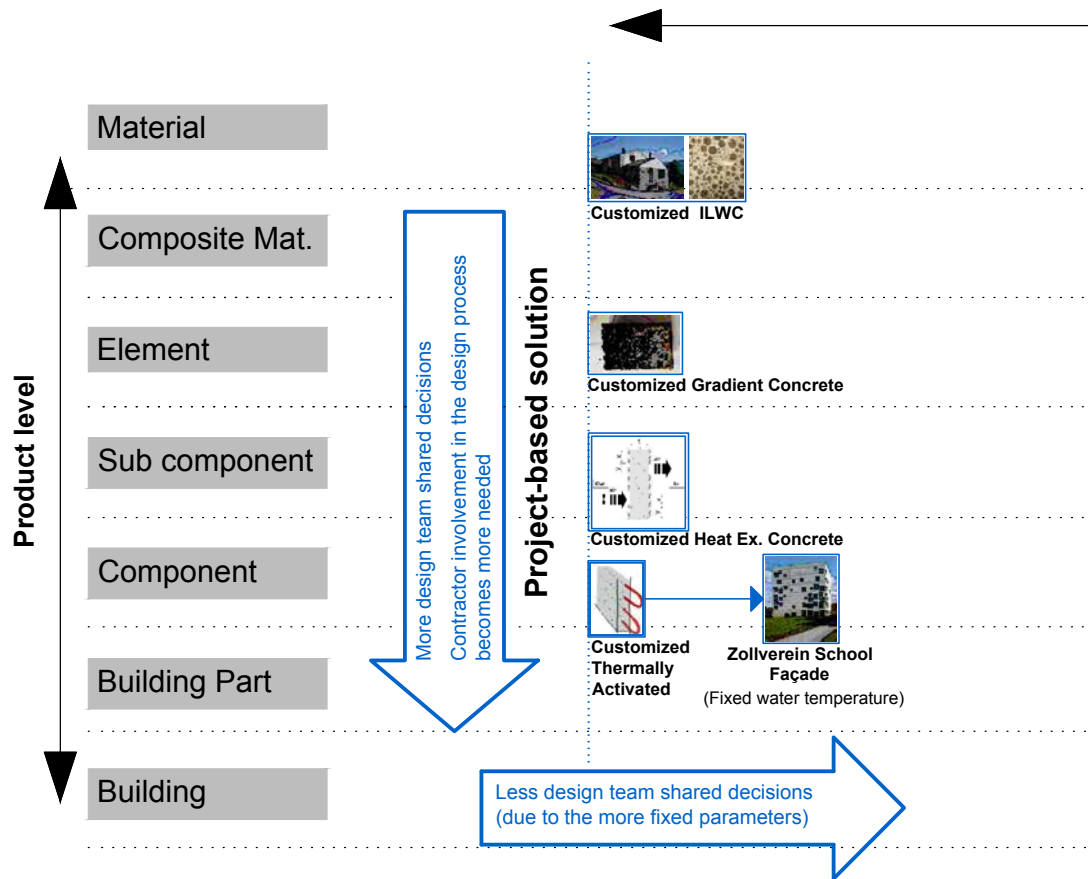 Material
Customized ILWC
Composite Mat.
Element
Customized Gradient Concrete
Sub component
Customized Heat Ex. Concrete
Component
Customized
Thermally
Activated
Zollverein School
Façade
(Fixed water temperature)
Building Part
Building
Product level
More design team shared decisions
Contractor involvement in the design process
becomes more needed
Project-based solution
Less design team shared decisions
(due to the more fixed parameters)